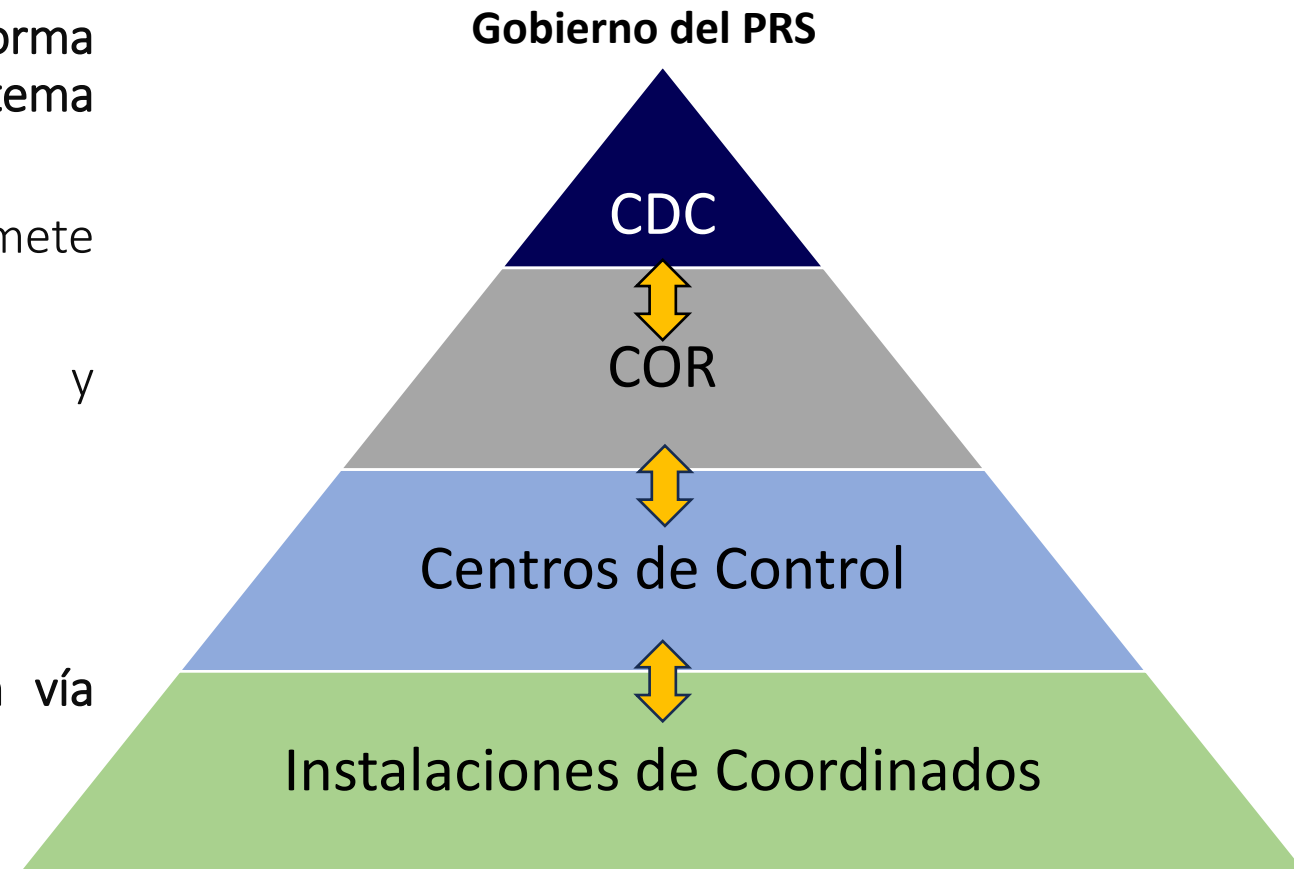 Gobierno del PRS
orma
tema
mete
y
vía
CDC
COR
Centros de Control
Instalaciones de Coordinados